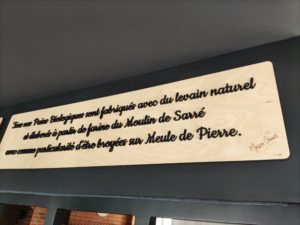 Tous nos Pains Biologiques sont fabriqués avec du levain naturel
et élaborés à partir de farine du Moulin de Sarré
avec comme particularité d'être broyées sur Meule de Pierre.